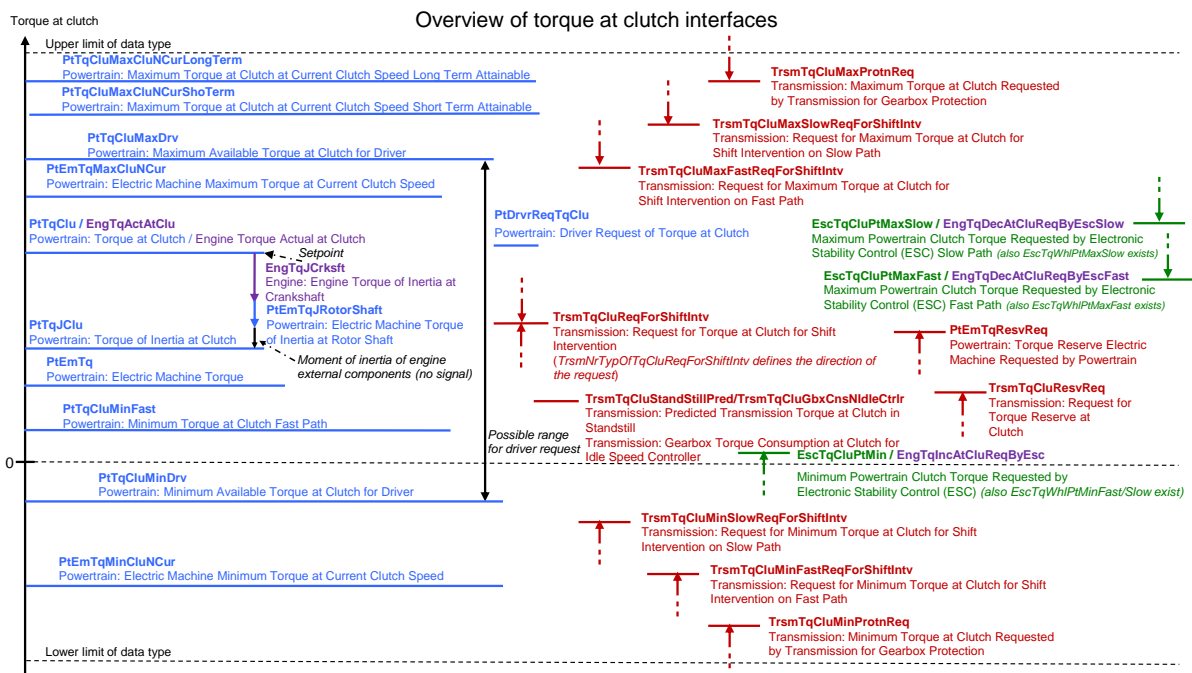 Overview of torque at clutch interfaces
Torque at clutch
Upper limit of data type
PtTqCluMaxCluNCurLongTerm
Powertrain: Maximum Torque at Clutch at Current Clutch Speed Long Term Attainable
PtTqCluMaxCluNCurShoTerm
Powertrain: Maximum Torque at Clutch at Current Clutch Speed Short Term Attainable
PtTqCluMaxDrv
Powertrain: Maximum Available Torque at Clutch for Driver
PtEmTqMaxCluNCur
Powertrain: Electric Machine Maximum Torque at Current Clutch Speed
PtTqClu / EngTqActAtClu
Powertrain: Torque at Clutch / Engine Torque Actual at Clutch
Setpoint
EngTqJCrksft
Engine: Engine Torque of Inertia at
Crankshaft
PtEmTqJRotorShaft
Powertrain: Electric Machine Torque
of Inertia at Rotor Shaft
PtTqJClu
Powertrain: Torque of Inertia at Clutch
Moment of inertia of engine
external components (no signal)
PtEmTq
Powertrain: Electric Machine Torque
PtTqCluMinFast
Powertrain: Minimum Torque at Clutch Fast Path
0
PtTqCluMinDrv
Powertrain: Minimum Available Torque at Clutch for Driver
PtEmTqMinCluNCur
Powertrain: Electric Machine Minimum Torque at Current Clutch Speed
Lower limit of data type
Possible range
for driver request
PtDrvrReqTqClu
Powertrain: Driver Request of Torque at Clutch
TrsmTqCluMaxProtnReq
Transmission: Maximum Torque at Clutch Requested
by Transmission for Gearbox Protection
TrsmTqCluMaxSlowReqForShiftIntv
Transmission: Request for Maximum Torque at Clutch for
Shift Intervention on Slow Path
TrsmTqCluMaxFastReqForShiftIntv
Transmission: Request for Maximum Torque at Clutch for
Shift Intervention on Fast Path
EscTqCluPtMaxSlow / EngTqDecAtCluReqByEscSlow
Maximum Powertrain Clutch Torque Requested by Electronic
Stability Control (ESC) Slow Path (also EscTqWhlPtMaxSlow exists)
EscTqCluPtMaxFast / EngTqDecAtCluReqByEscFast
Maximum Powertrain Clutch Torque Requested by Electronic
Stability Control (ESC) Fast Path (also EscTqWhlPtMaxFast exists)
TrsmTqCluReqForShiftIntv
Transmission: Request for Torque at Clutch for Shift
Intervention
(TrsmNrTypOfTqCluReqForShiftIntv defines the direction of
the request)
PtEmTqResvReq
Powertrain: Torque Reserve Electric
Machine Requested by Powertrain
TrsmTqCluResvReq
Transmission: Request for
Torque Reserve at
Clutch
TrsmTqCluStandStillPred/TrsmTqCluGbxCnsNIdleCtrlr
Transmission: Predicted Transmission Torque at Clutch in
Standstill
Transmission: Gearbox Torque Consumption at Clutch for
Idle Speed Controller
EscTqCluPtMin / EngTqIncAtCluReqByEsc
Minimum Powertrain Clutch Torque Requested by
Electronic Stability Control (ESC) (also EscTqWhlPtMinFast/Slow exist)
TrsmTqCluMinSlowReqForShiftIntv
Transmission: Request for Minimum Torque at Clutch for Shift
Intervention on Slow Path
TrsmTqCluMinFastReqForShiftIntv
Transmission: Request for Minimum Torque at Clutch for Shift
Intervention on Fast Path
TrsmTqCluMinProtnReq
Transmission: Minimum Torque at Clutch Requested
by Transmission for Gearbox Protection